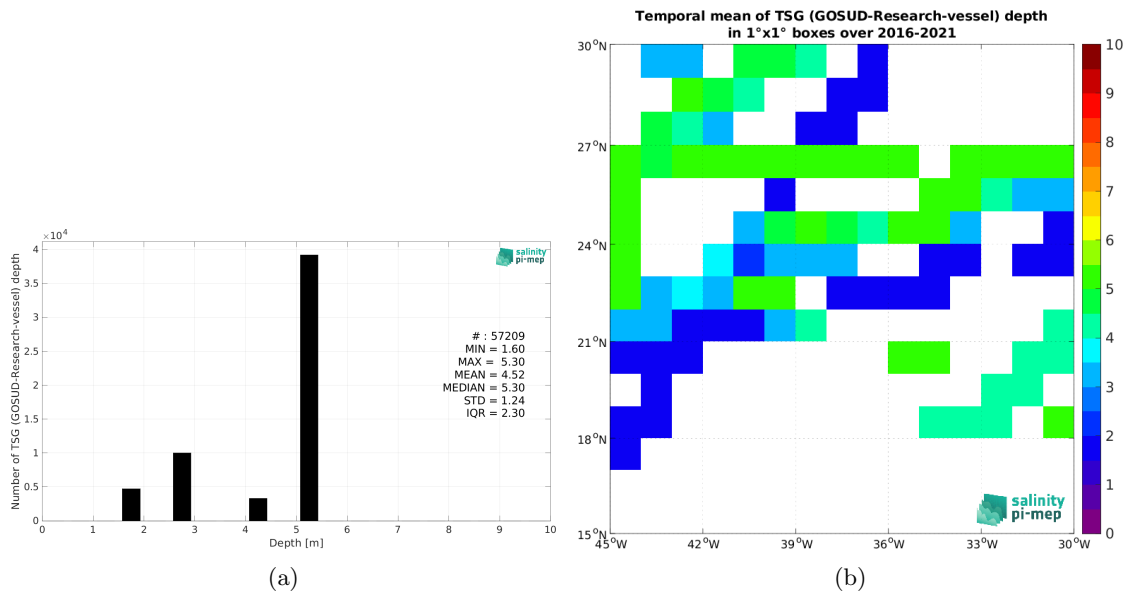 Temporal mean of TSG (GOSUD-Research-vessel) depth
in 1°x1° boxes over 2016-2021
×10⁴
4
3.5
3
2.5
2
1.5
1
0.5
0
Number of TSG (GOSUD-Research-vessel) depth
salinity
pi-mep
# : 57209
MIN = 1.60
MAX = 5.30
MEAN = 4.52
MEDIAN = 5.30
STD = 1.24
IQR = 2.30
1 2 3 4 5 6 7 8 9 10
Depth [m]
(a)
30°N
27°N
24°N
21°N
18°N
15°N
45°W 42°W 39°W 36°W 33°W 30°W
salinity
pi-mep
10
9
8
7
6
5
4
3
2
1
0
(b)